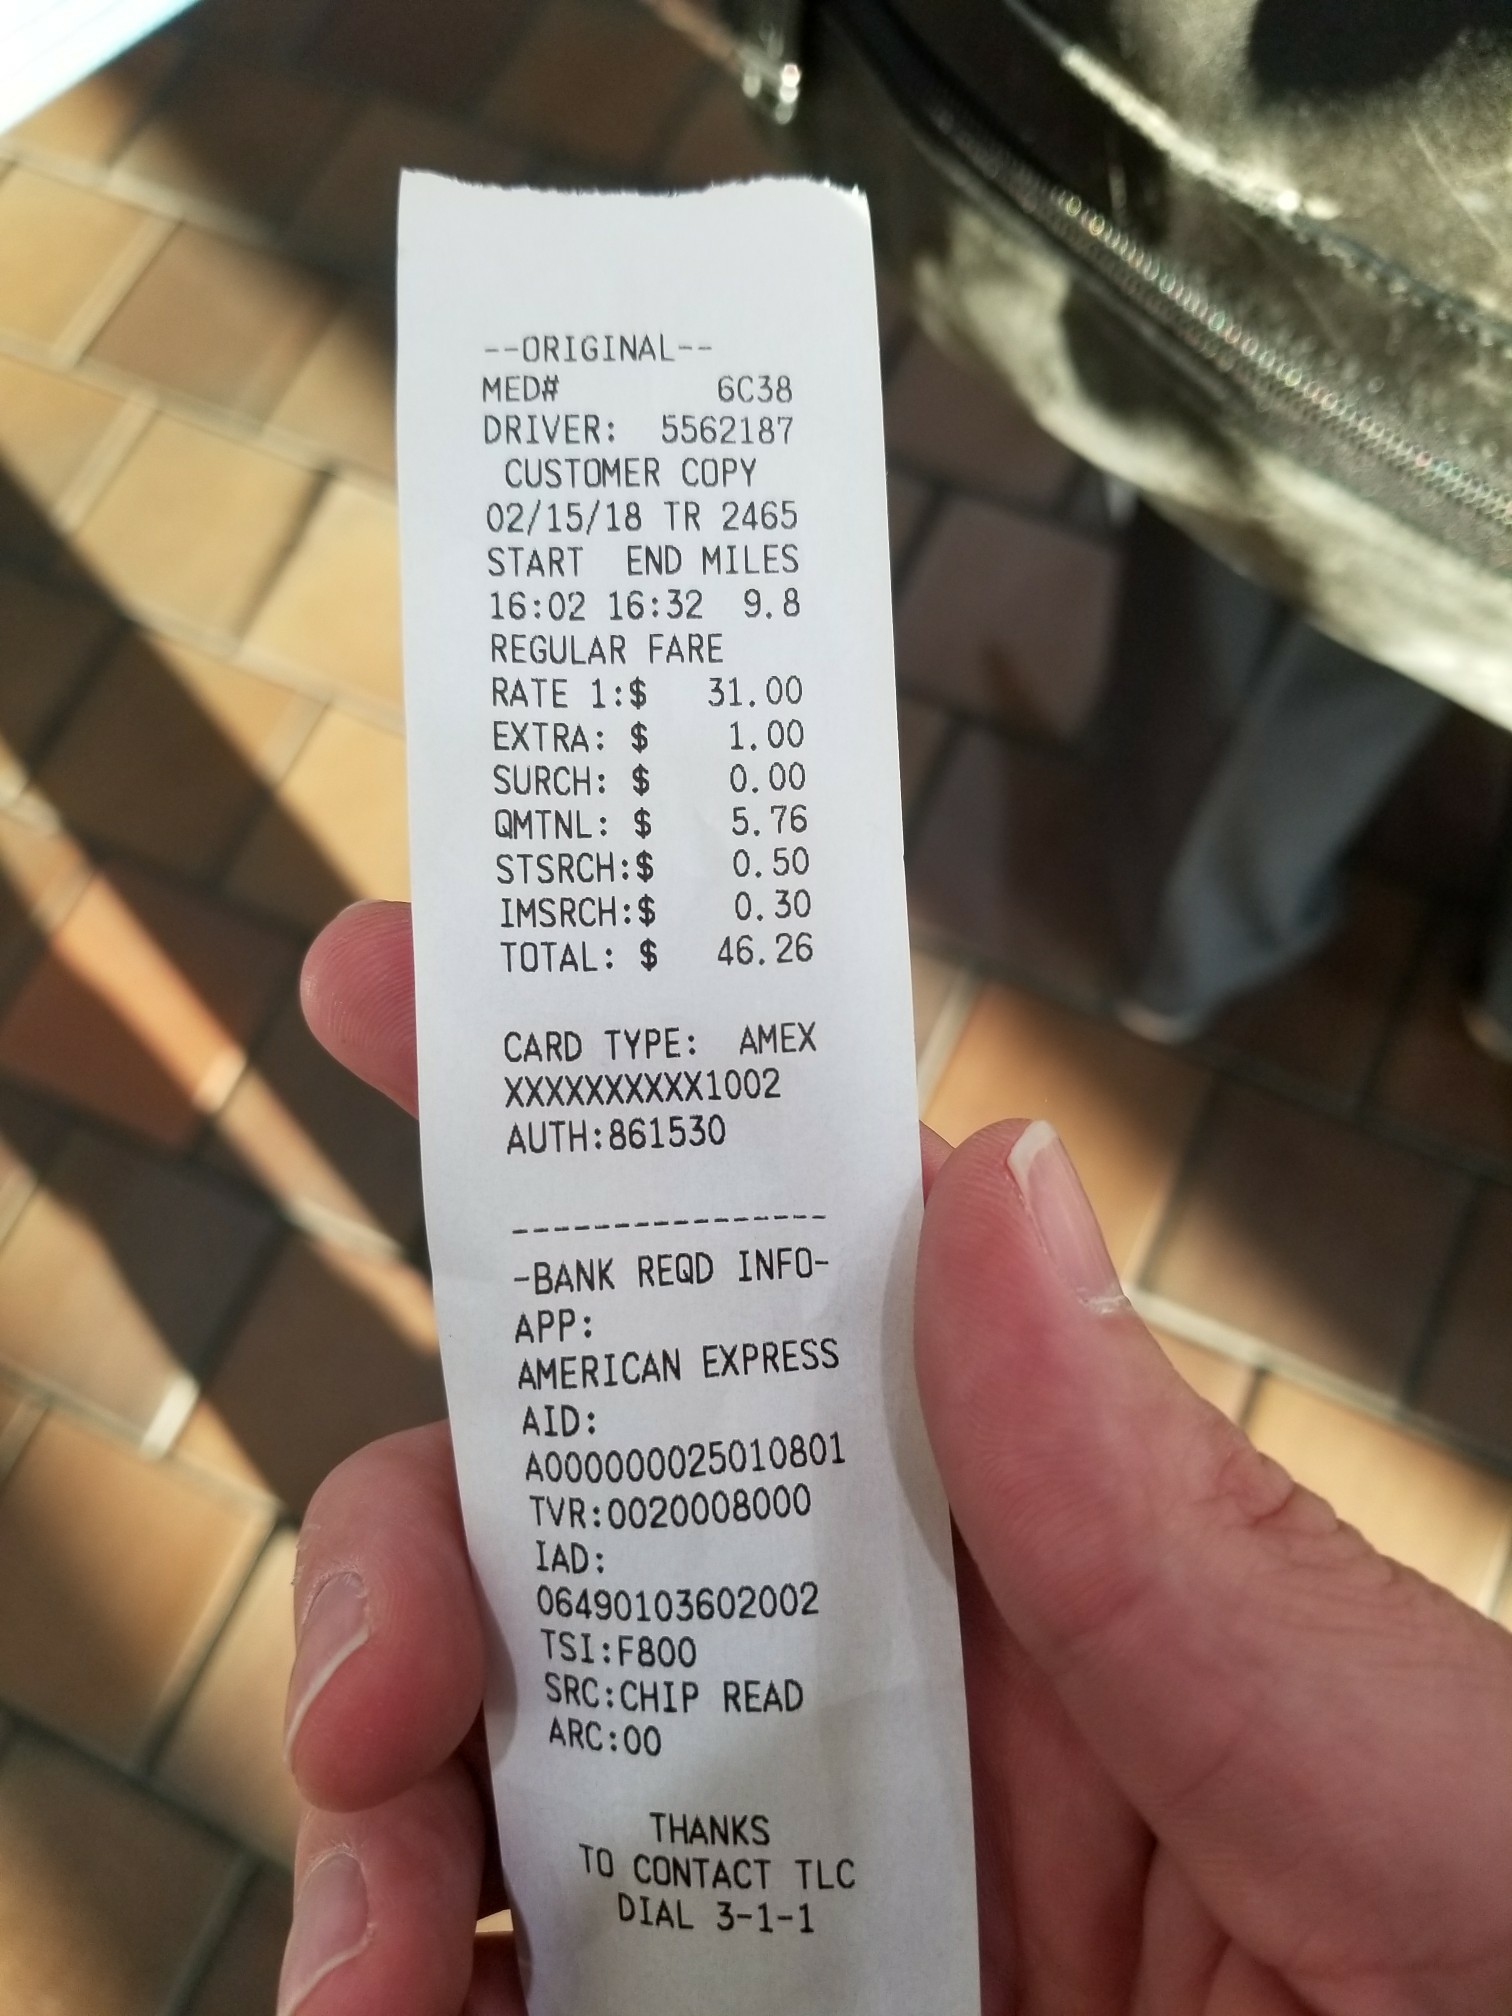 --ORIGINAL--
MED# 6C38
DRIVER: 5562187
CUSTOMER COPY
02/15/18 TR 2465
START END MILES
16:02 16:32 9.8
REGULAR FARE
RATE 1:$ 31.00
EXTRA: $ 1.00
SURCH: $ 0.00
QMTNL: $ 5.76
STSRCH:$ 0.50
IMSRCH:$ 0.30
TOTAL: $ 46.26
CARD TYPE: AMEX
XXXXXXXXXX1002
AUTH:861530
----------------
-BANK REQD INFO-
APP:
AMERICAN EXPRESS
AID:
A000000025010801
TVR:0020008000
IAD:
06490103602002
TSI:F800
SRC:CHIP READ
ARC:00
THANKS
TO CONTACT TLC
DIAL 3-1-1